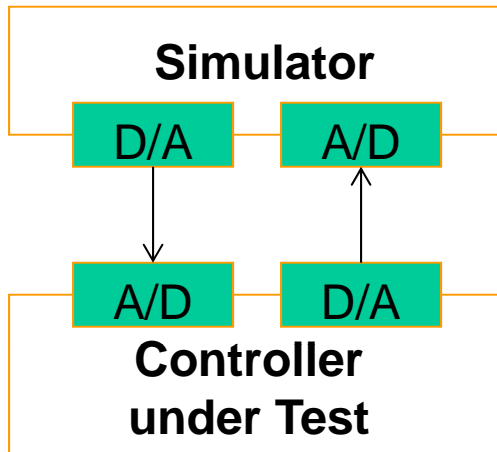 Simulator
D/A A/D
A/D D/A
Controller
under Test